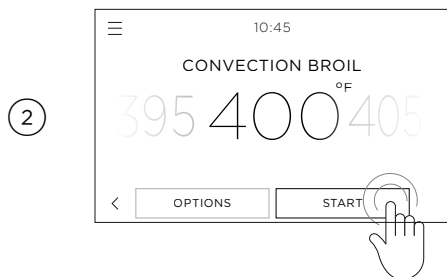 10:45
CONVECTION BROIL
2
395 400°F 405
OPTIONS START